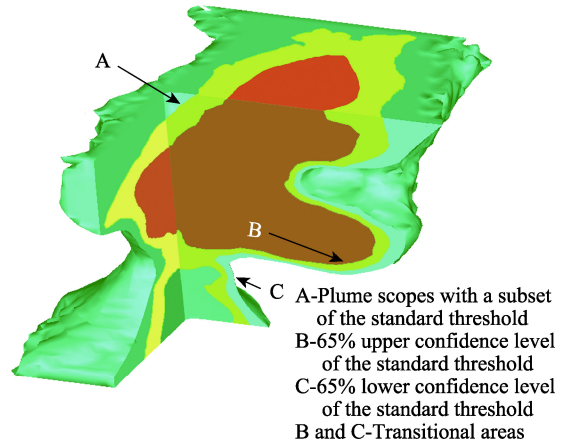 A
B
C
A-Plume scopes with a subset
of the standard threshold
B-65% upper confidence level
of the standard threshold
C-65% lower confidence level
of the standard threshold
B and C-Transitional areas